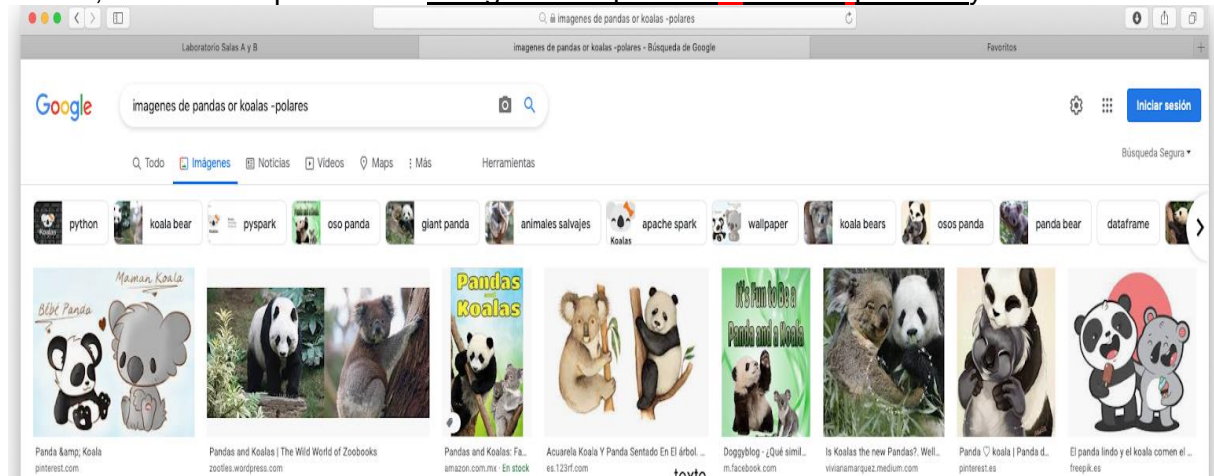 imagenes de pandas or koalas -polares
Laboratorio Salas A y B
imagenes de pandas or koalas -polares - Búsqueda de Google
Favoritos
Google
imagenes de pandas or koalas -polares
Iniciar sesión
Todo Imágenes Noticias Vídeos Maps Más Herramientas
Búsqueda Segura
python koala bear pyspark oso panda giant panda animales salvajes apache spark wallpaper koala bears osos panda panda bear dataframe
Koalas
Maman Koala
Bébé Panda
Pandas
and
Koalas
It's Fun to Be a
Panda and a Koala
Panda &amp; Koala
pinterest.com
Pandas and Koalas | The Wild World of Zoobooks
zootles.wordpress.com
Pandas and Koalas: Fa...
amazon.com.mx · En stock
Acuarela Koala Y Panda Sentado En El árbol. ...
es.123rf.com
Doggyblog - ¿Qué simil...
m.facebook.com
Is Koalas the new Pandas?. Well...
vivianamarquez.medium.com
Panda ♡ koala | Panda d...
pinterest.es
El panda lindo y el koala comen el ...
freepik.es
texto